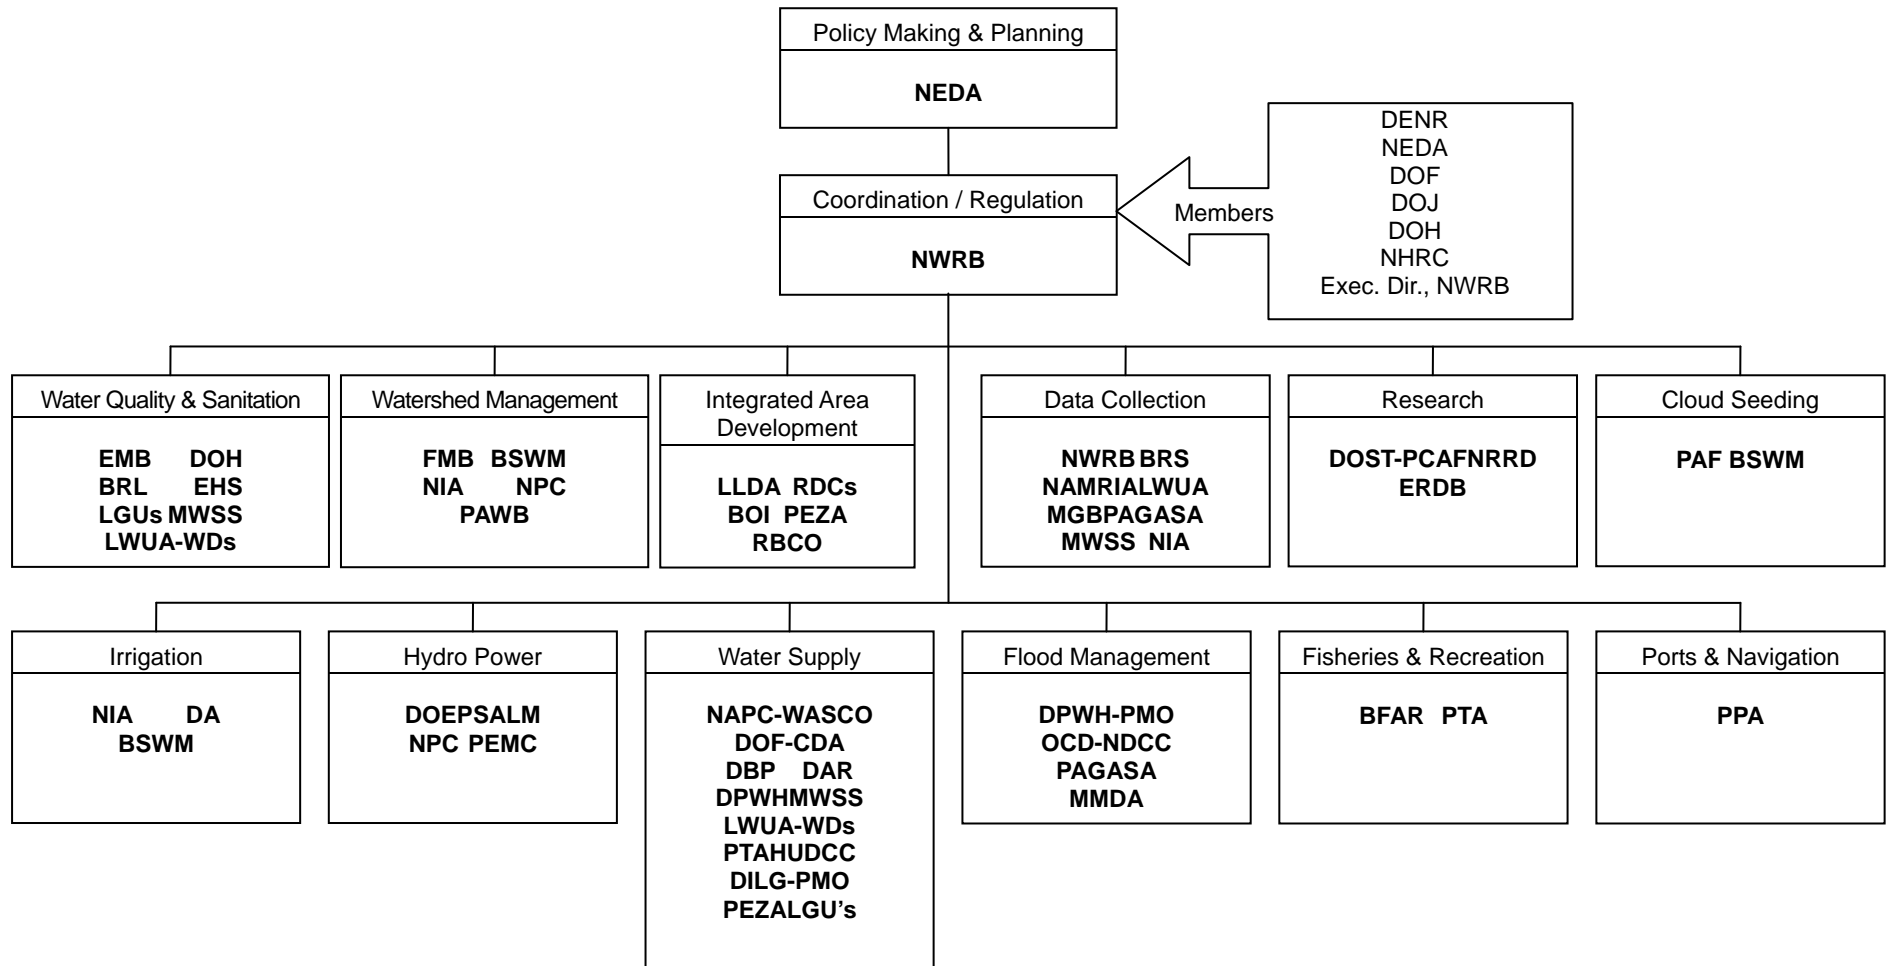 Policy Making & Planning
NEDA
Coordination / Regulation
NWRB
Members
DENR
NEDA
DOF
DOJ
DOH
NHRC
Exec. Dir., NWRB
Water Quality & Sanitation
EMB DOH
BRL EHS
LGUs MWSS
LWUA-WDs
Watershed Management
FMB BSWM
NIA NPC
PAWB
Integrated Area
Development
LLDA RDCs
BOI PEZA
RBCO
Data Collection
NWRB BRS
NAMRIALWUA
MGBPAGASA
MWSS NIA
Research
DOST-PCAFNRRD
ERDB
Cloud Seeding
PAF BSWM
Irrigation
NIA DA
BSWM
Hydro Power
DOEPSALM
NPC PEMC
Water Supply
NAPC-WASCO
DOF-CDA
DBP DAR
DPWHMWSS
LWUA-WDs
PTAHUDCC
DILG-PMO
PEZALGU’s
Flood Management
DPWH-PMO
OCD-NDCC
PAGASA
MMDA
Fisheries & Recreation
BFAR PTA
Ports & Navigation
PPA